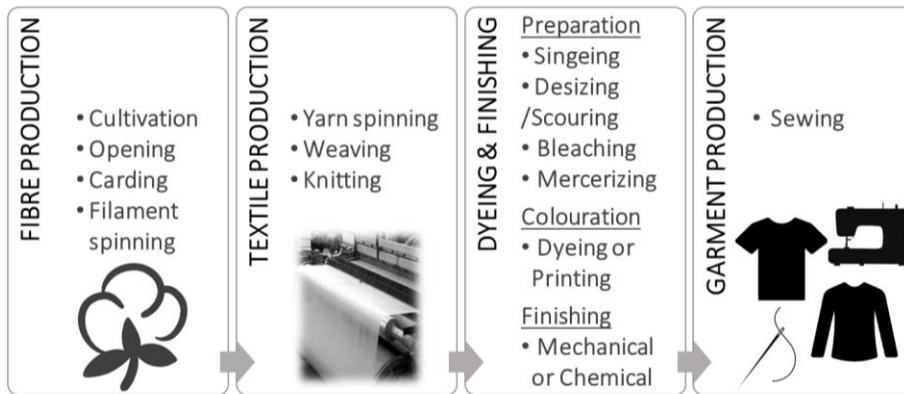 FIBRE PRODUCTION
• Cultivation
• Opening
• Carding
• Filament
spinning
TEXTILE PRODUCTION
• Yarn spinning
• Weaving
• Knitting
DYEING & FINISHING
Preparation
• Singeing
• Desizing
/Scouring
• Bleaching
• Mercerizing
Colouration
• Dyeing or
Printing
Finishing
• Mechanical
or Chemical
GARMENT PRODUCTION
• Sewing